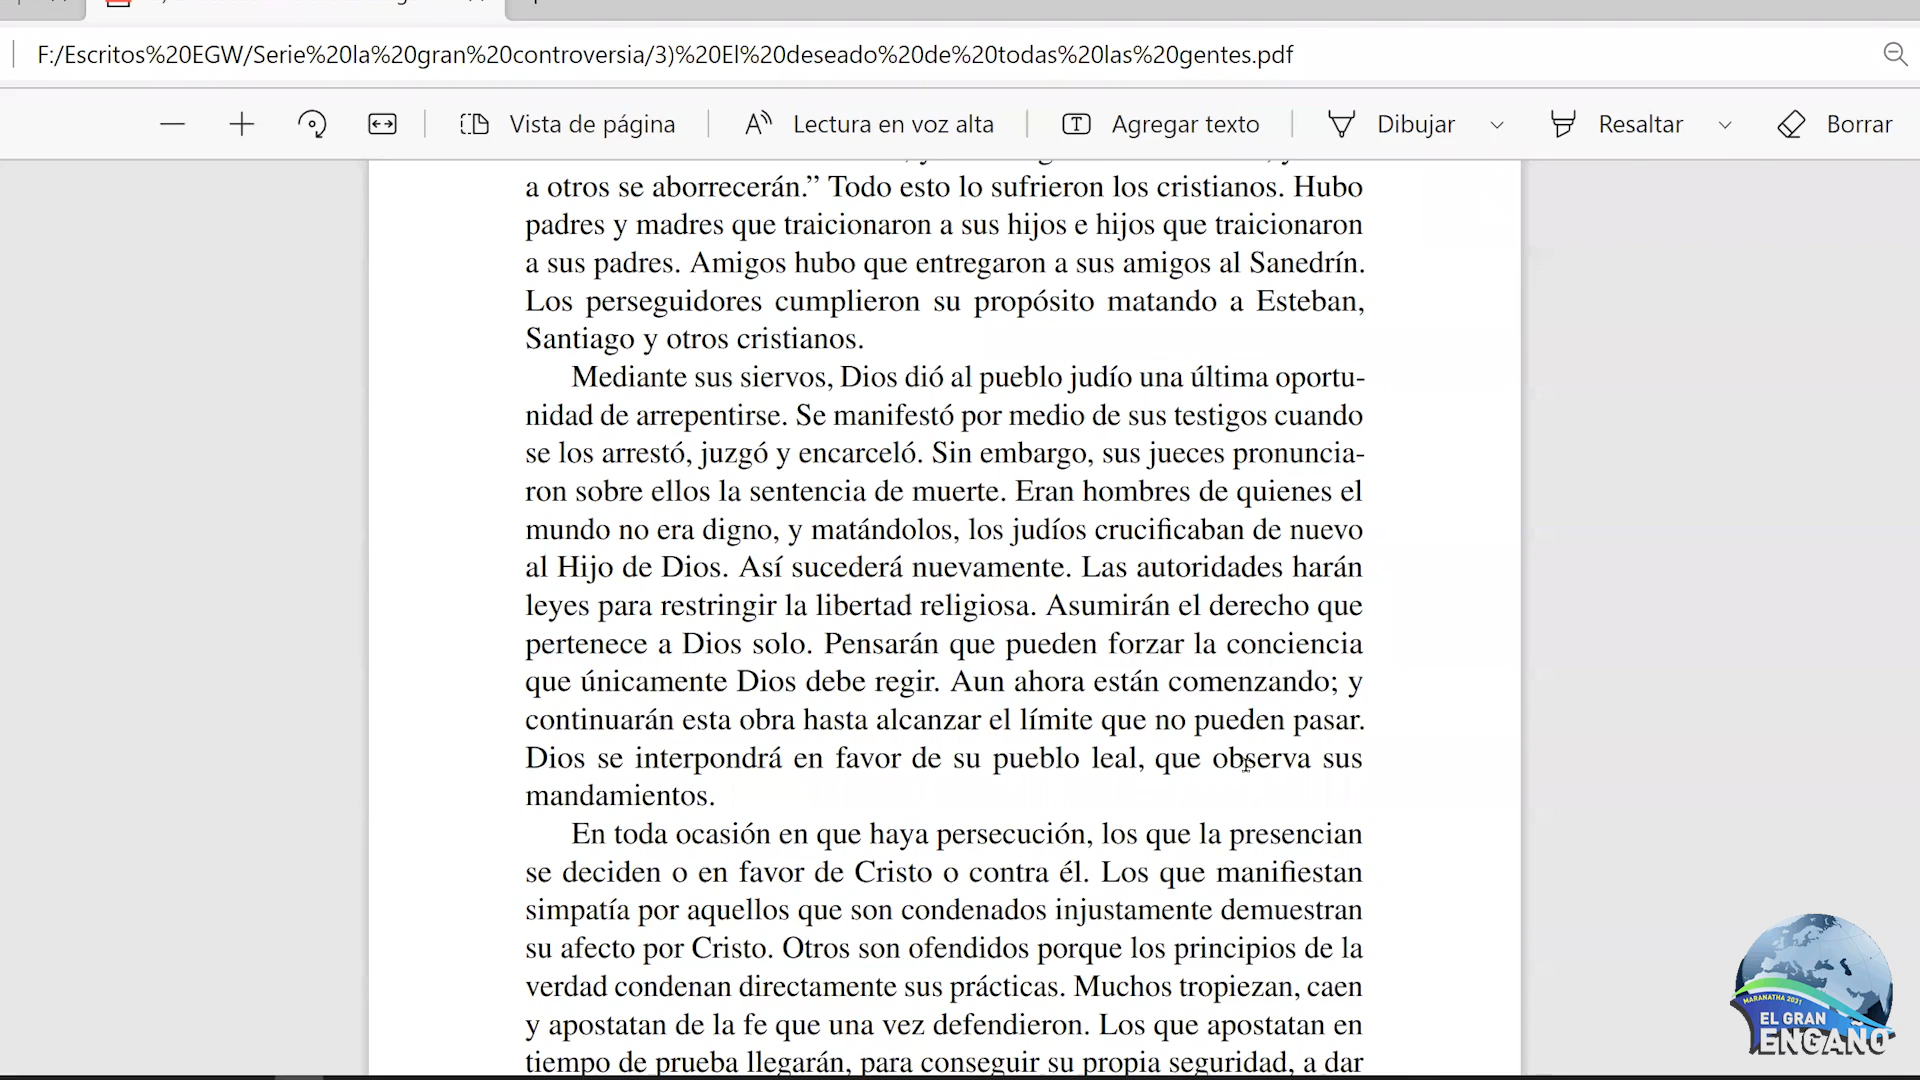 F:/Escritos%20EGW/Serie%20la%20gran%20controversia/3)%20El%20deseado%20de%20todas%20las%20gentes.pdf
Vista de página
Lectura en voz alta
Agregar texto
Dibujar
Resaltar
Borrar
a otros se aborrecerán.” Todo esto lo sufrieron los cristianos. Hubo
padres y madres que traicionaron a sus hijos e hijos que traicionaron
a sus padres. Amigos hubo que entregaron a sus amigos al Sanedrín.
Los perseguidores cumplieron su propósito matando a Esteban,
Santiago y otros cristianos.
Mediante sus siervos, Dios dió al pueblo judío una última oportu-
nidad de arrepentirse. Se manifestó por medio de sus testigos cuando
se los arrestó, juzgó y encarceló. Sin embargo, sus jueces pronuncia-
ron sobre ellos la sentencia de muerte. Eran hombres de quienes el
mundo no era digno, y matándolos, los judíos crucificaban de nuevo
al Hijo de Dios. Así sucederá nuevamente. Las autoridades harán
leyes para restringir la libertad religiosa. Asumirán el derecho que
pertenece a Dios solo. Pensarán que pueden forzar la conciencia
que únicamente Dios debe regir. Aun ahora están comenzando; y
continuarán esta obra hasta alcanzar el límite que no pueden pasar.
Dios se interpondrá en favor de su pueblo leal, que observa sus
mandamientos.
En toda ocasión en que haya persecución, los que la presencian
se deciden o en favor de Cristo o contra él. Los que manifiestan
simpatía por aquellos que son condenados injustamente demuestran
su afecto por Cristo. Otros son ofendidos porque los principios de la
verdad condenan directamente sus prácticas. Muchos tropiezan, caen
y apostatan de la fe que una vez defendieron. Los que apostatan en
tiempo de prueba llegarán, para conseguir su propia seguridad, a dar
MARANATHA 2021
EL GRAN
ENGAÑO